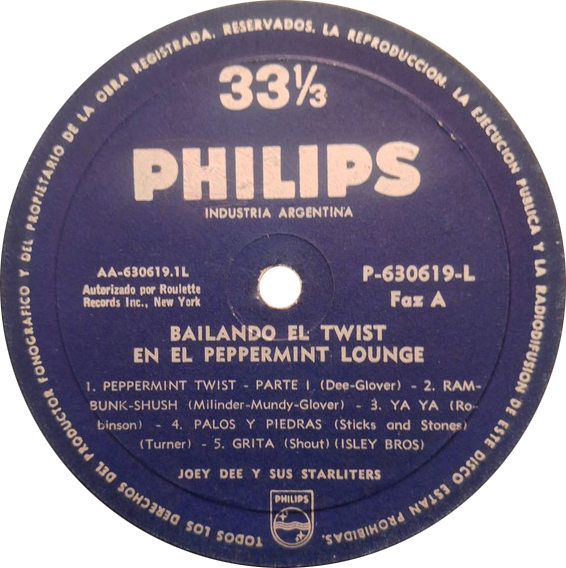 TODOS LOS DERECHOS DEL PRODUCTOR FONOGRAFICO Y DEL PROPIETARIO DE LA OBRA REGISTRADA, RESERVADOS. LA REPRODUCCION, LA EJECUCION PUBLICA Y LA RADIODIFUSION DE ESTE DISCO ESTAN PROHIBIDAS.
33⅓
PHILIPS
INDUSTRIA ARGENTINA
AA-630619.1L
Autorizado por Roulette
Records Inc., New York
P-630619-L
Faz A
BAILANDO EL TWIST
EN EL PEPPERMINT LOUNGE
1. PEPPERMINT TWIST - PARTE I (Dee-Glover) - 2. RAM-
BUNK-SHUSH (Milinder-Mundy-Glover) - 3. YA YA (Ro-
binson) - 4. PALOS Y PIEDRAS (Sticks and Stones)
(Turner) - 5. GRITA (Shout) (ISLEY BROS)
JOEY DEE Y SUS STARLITERS
PHILIPS